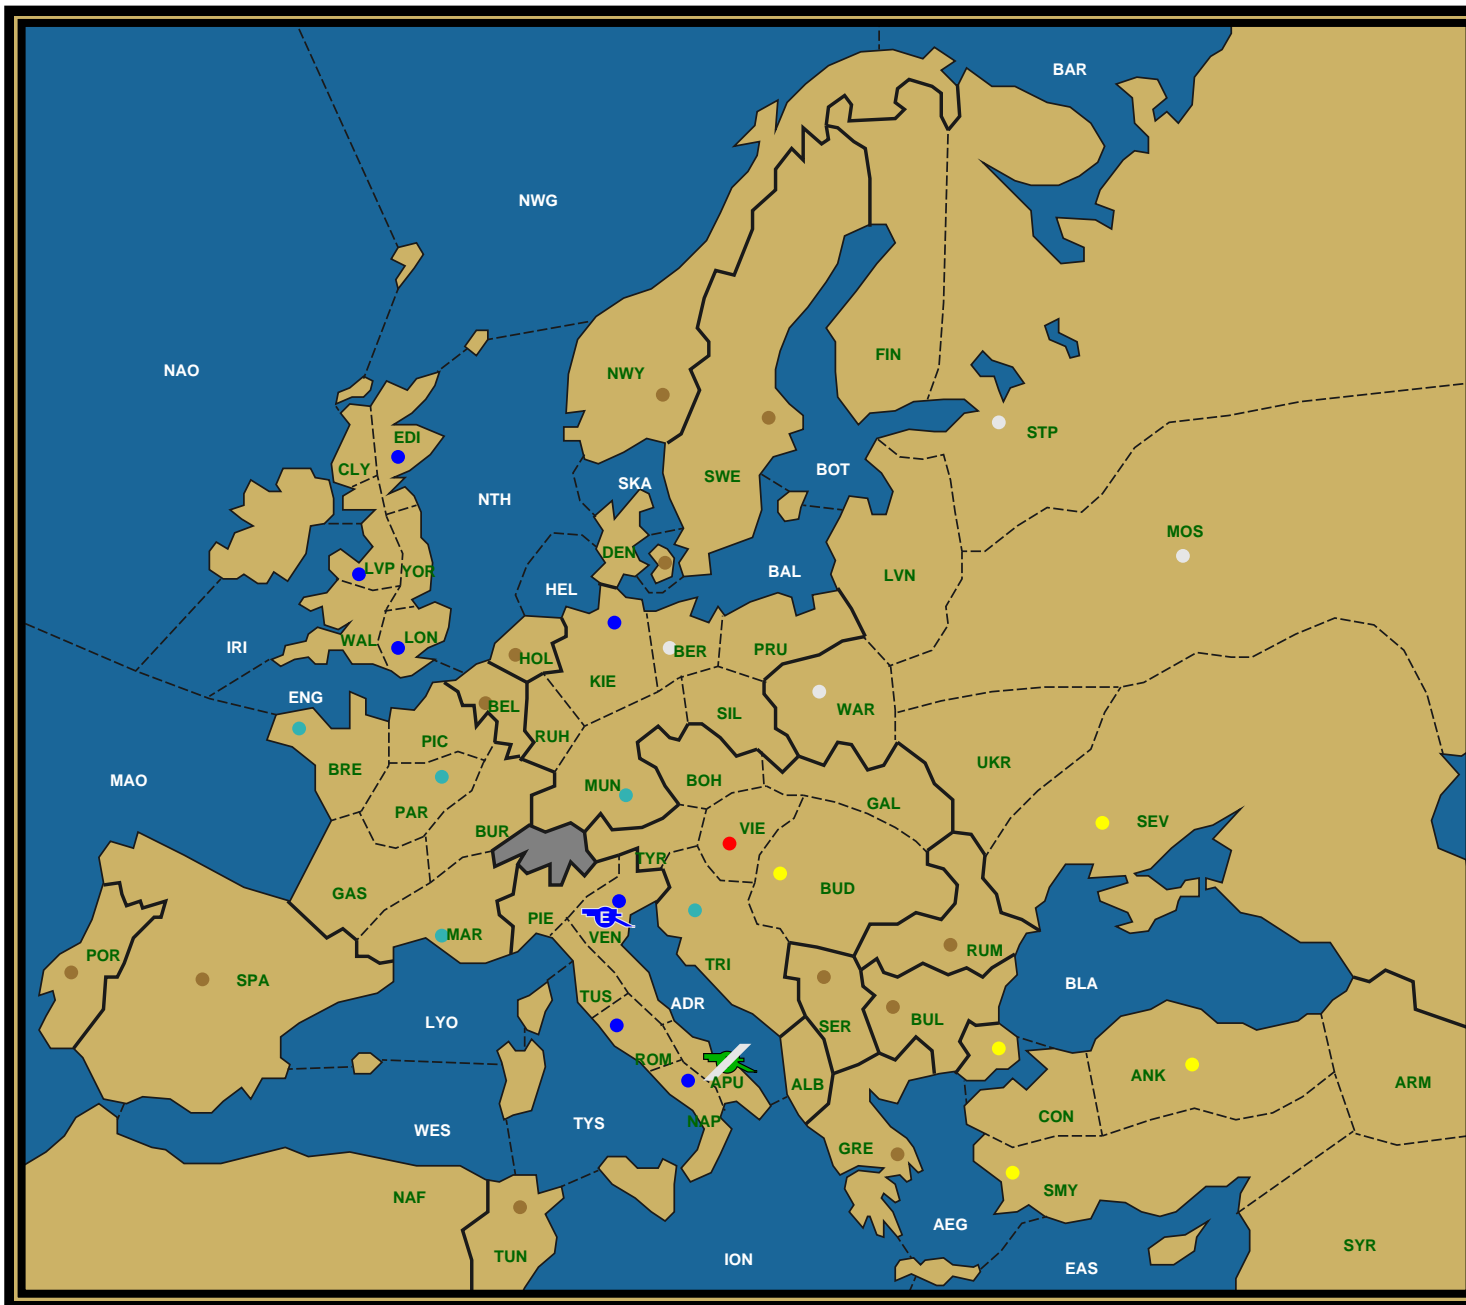 BAR
NWG
NAO
FIN
NWY
STP
EDI
CLY
BOT
SWE
SKA
NTH
MOS
DEN
LVP
YOR
BAL
LVN
HEL
IRI
WAL
LON
HOL
BER
PRU
KIE
ENG
BEL
SIL
WAR
PIC
RUH
UKR
BRE
MAO
MUN
BOH
GAL
PAR
SEV
BUR
VIE
TYR
BUD
GAS
E
PIE
MAR
VEN
RUM
POR
SPA
TRI
BLA
TUS
ADR
LYO
BUL
SER
ROM
ANK
APU
ALB
ARM
CON
NAP
TYS
WES
GRE
SMY
NAF
AEG
SYR
TUN
ION
EAS